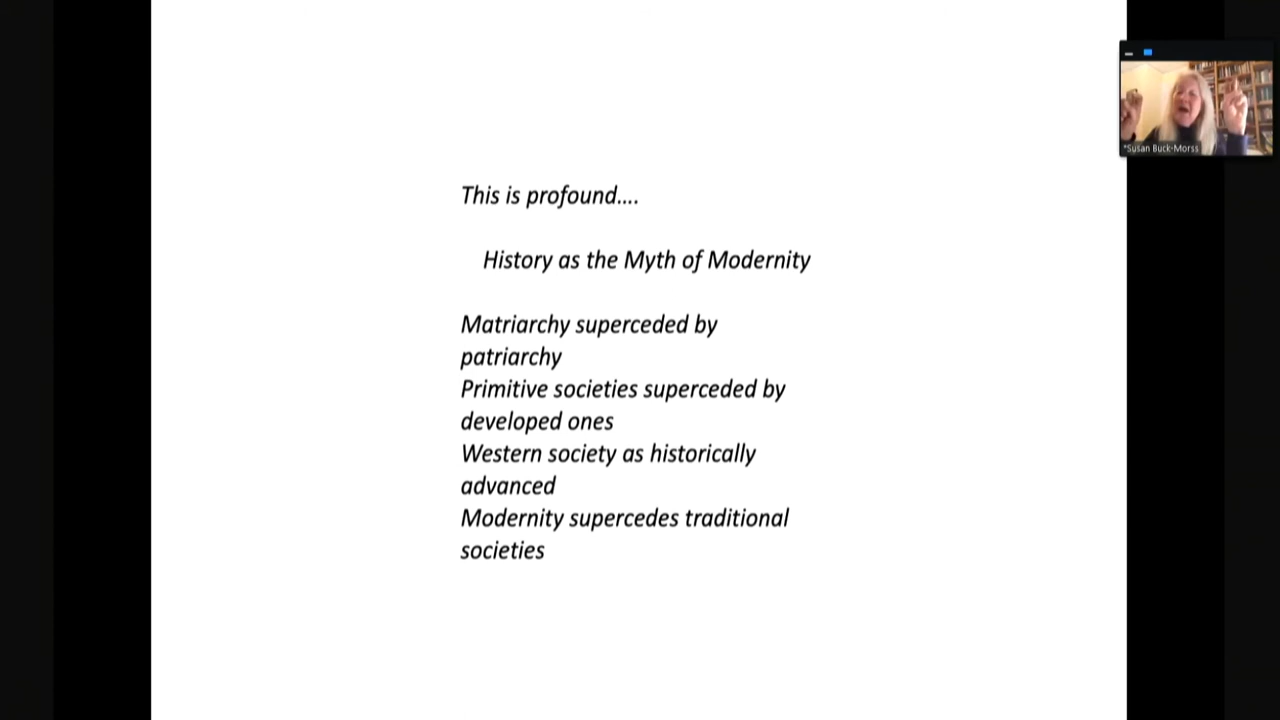 This is profound....
History as the Myth of Modernity
Matriarchy superceded by
patriarchy
Primitive societies superceded by
developed ones
Western society as historically
advanced
Modernity supercedes traditional
societies
*Susan Buck-Morss